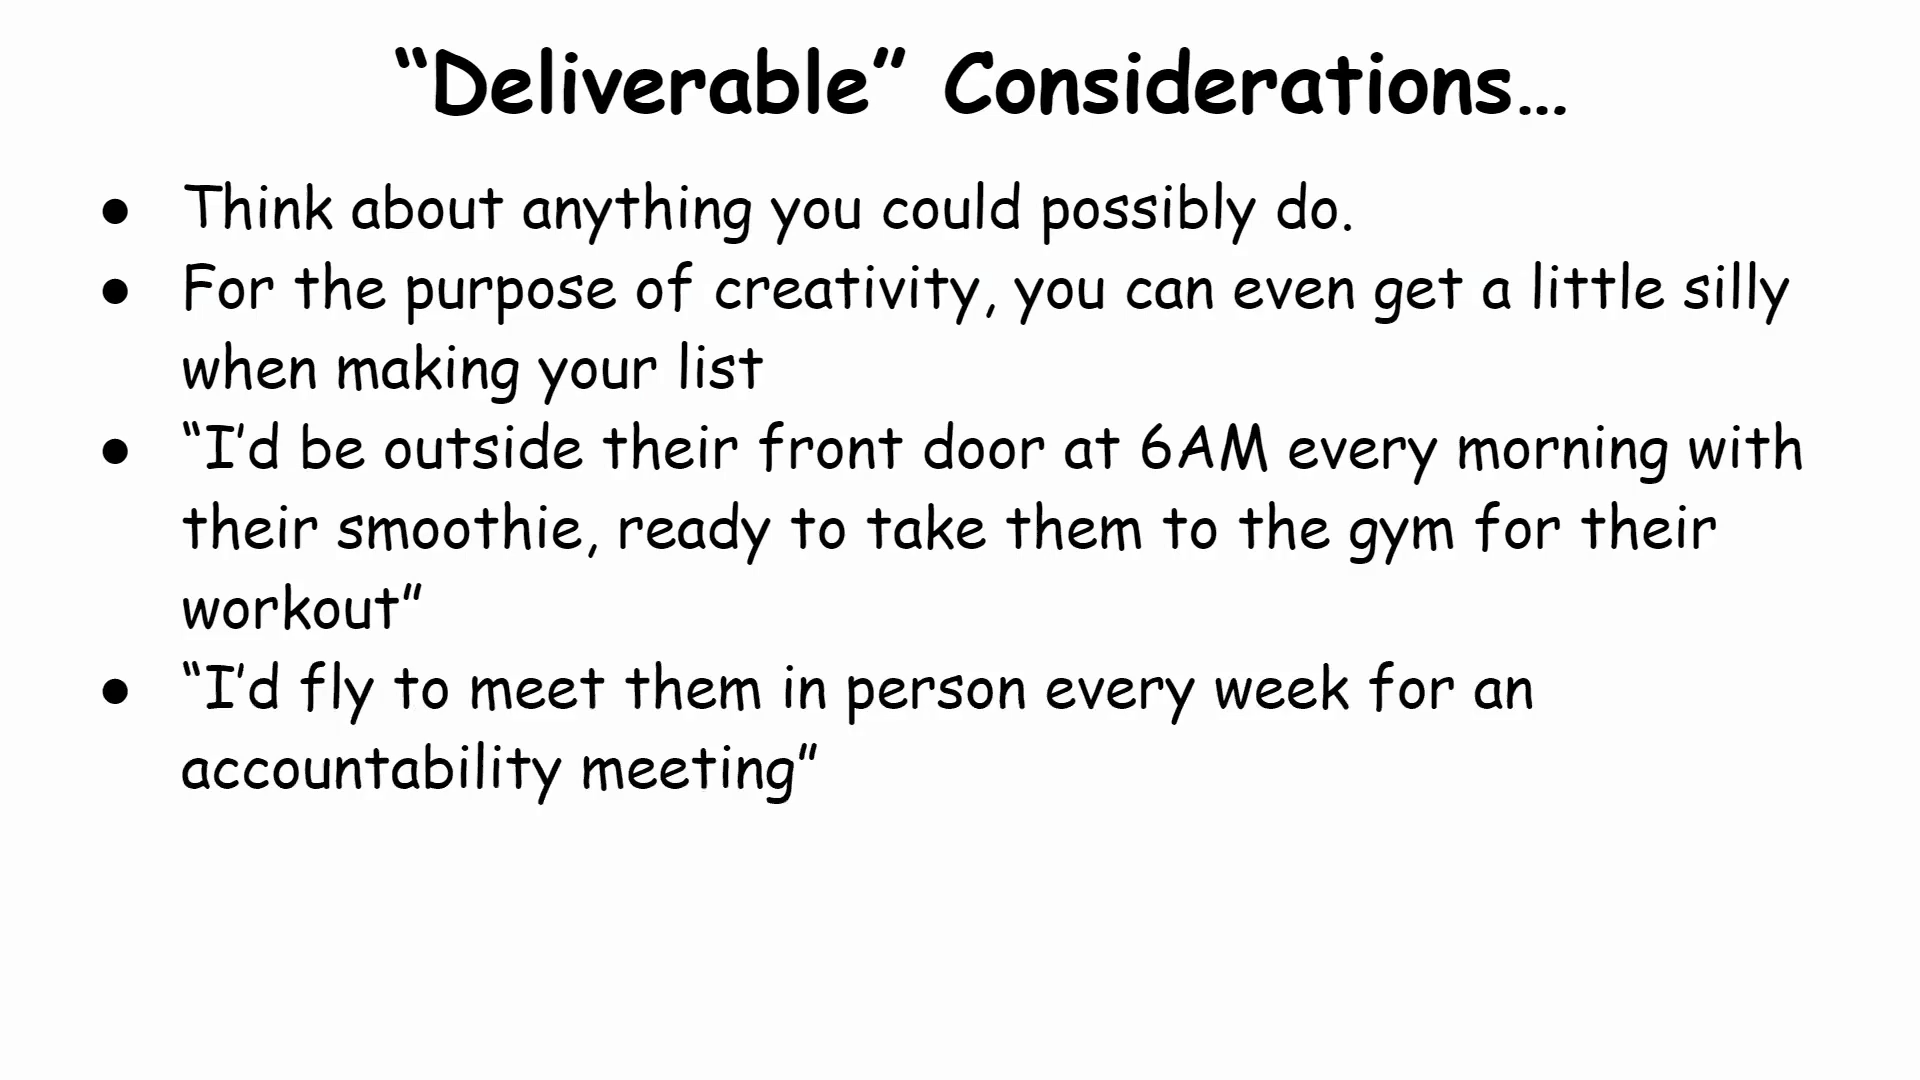 “Deliverable” Considerations…
● Think about anything you could possibly do.
● For the purpose of creativity, you can even get a little silly
when making your list
● “I’d be outside their front door at 6AM every morning with
their smoothie, ready to take them to the gym for their
workout”
● “I’d fly to meet them in person every week for an
accountability meeting”